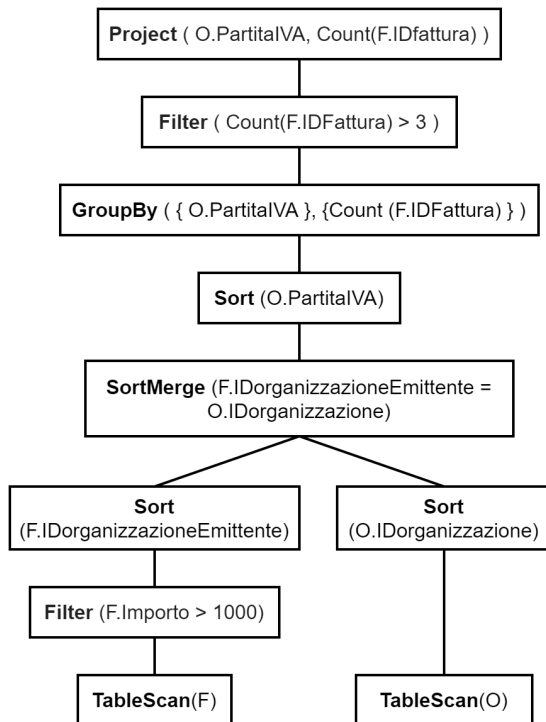 Project ( O.PartitaIVA, Count(F.IDfattura) )
Filter ( Count(F.IDFattura) > 3 )
GroupBy ( { O.PartitaIVA }, {Count (F.IDFattura) } )
Sort (O.PartitaIVA)
SortMerge (F.IDorganizzazioneEmittente =
O.IDorganizzazione)
Sort
(F.IDorganizzazioneEmittente)
Sort
(O.IDorganizzazione)
Filter (F.Importo > 1000)
TableScan(F)
TableScan(O)